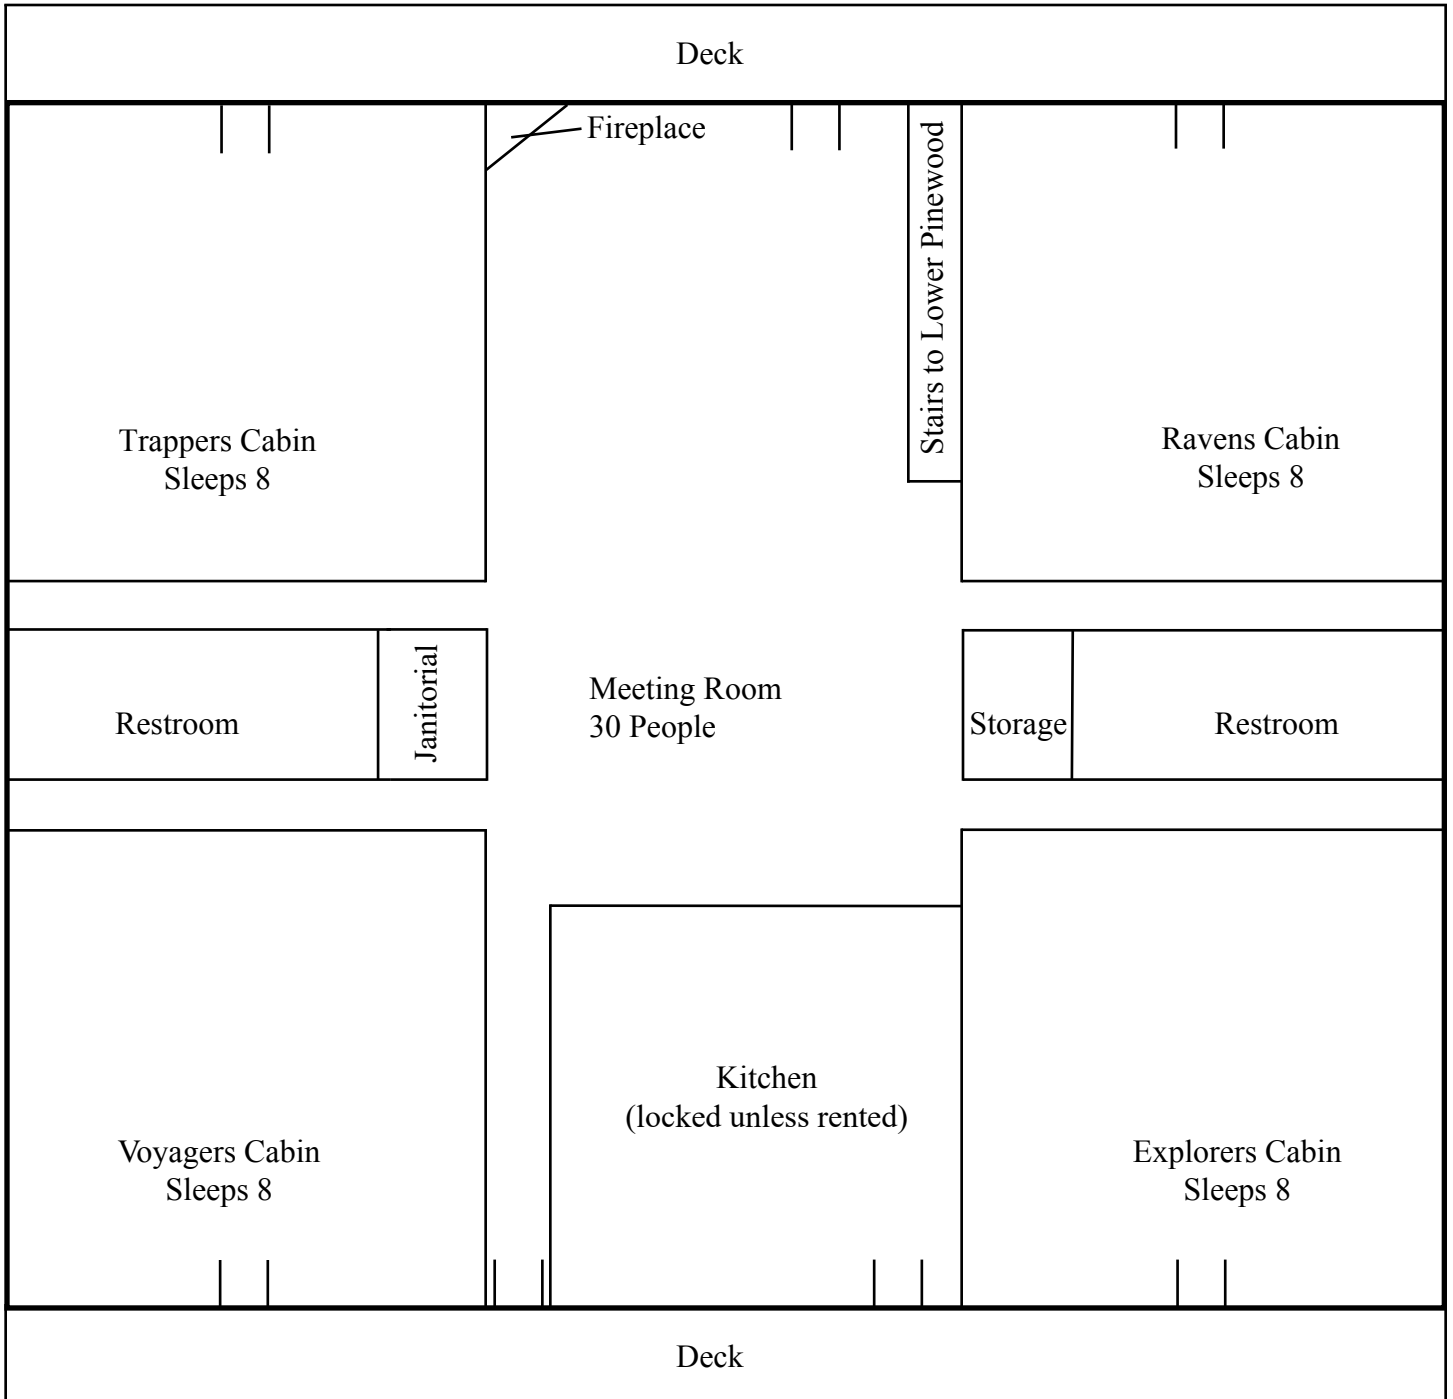 Deck
Fireplace
Stairs to Lower Pinewood
Trappers Cabin
Sleeps 8
Ravens Cabin
Sleeps 8
Restroom
Janitorial
Meeting Room
30 People
Storage
Restroom
Kitchen
(locked unless rented)
Voyagers Cabin
Sleeps 8
Explorers Cabin
Sleeps 8
Deck